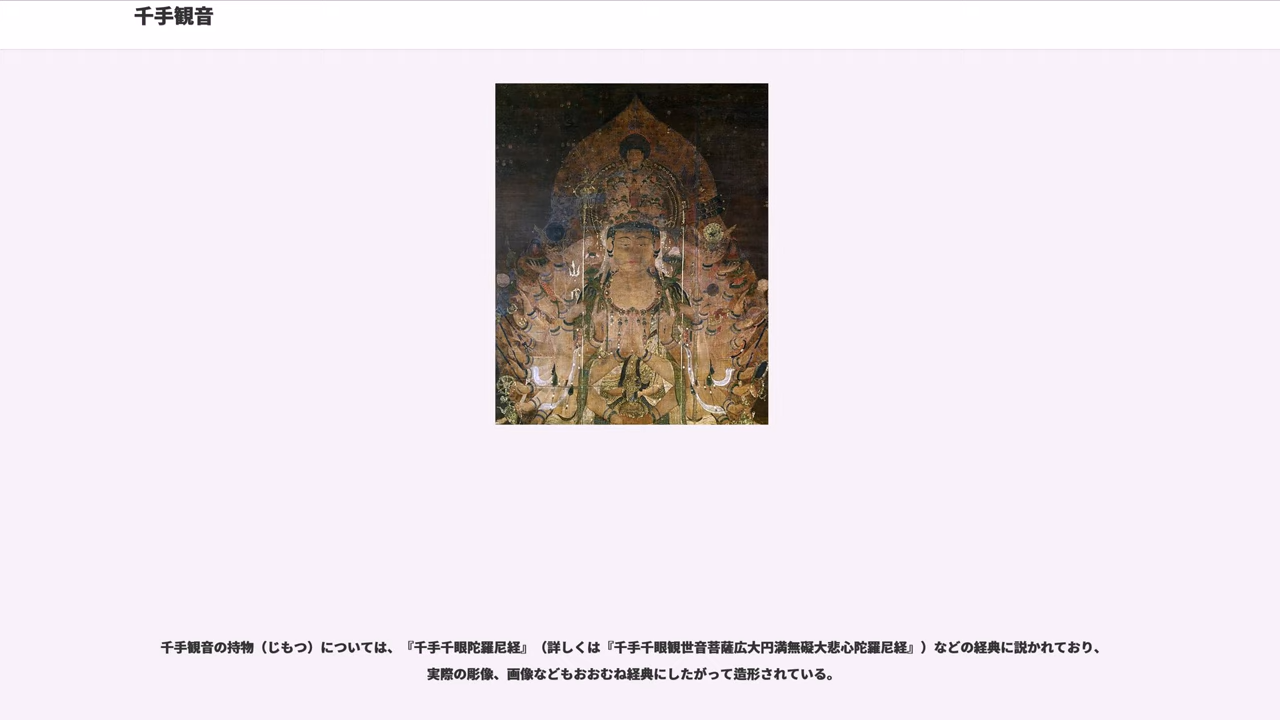 千手観音
千手観音の持物（じもつ）については、『千手千眼陀羅尼経』（詳しくは『千手千眼観世音菩薩広大円満無礙大悲心陀羅尼経』）などの経典に説かれており、
実際の彫像、画像などもおおむね経典にしたがって造形されている。